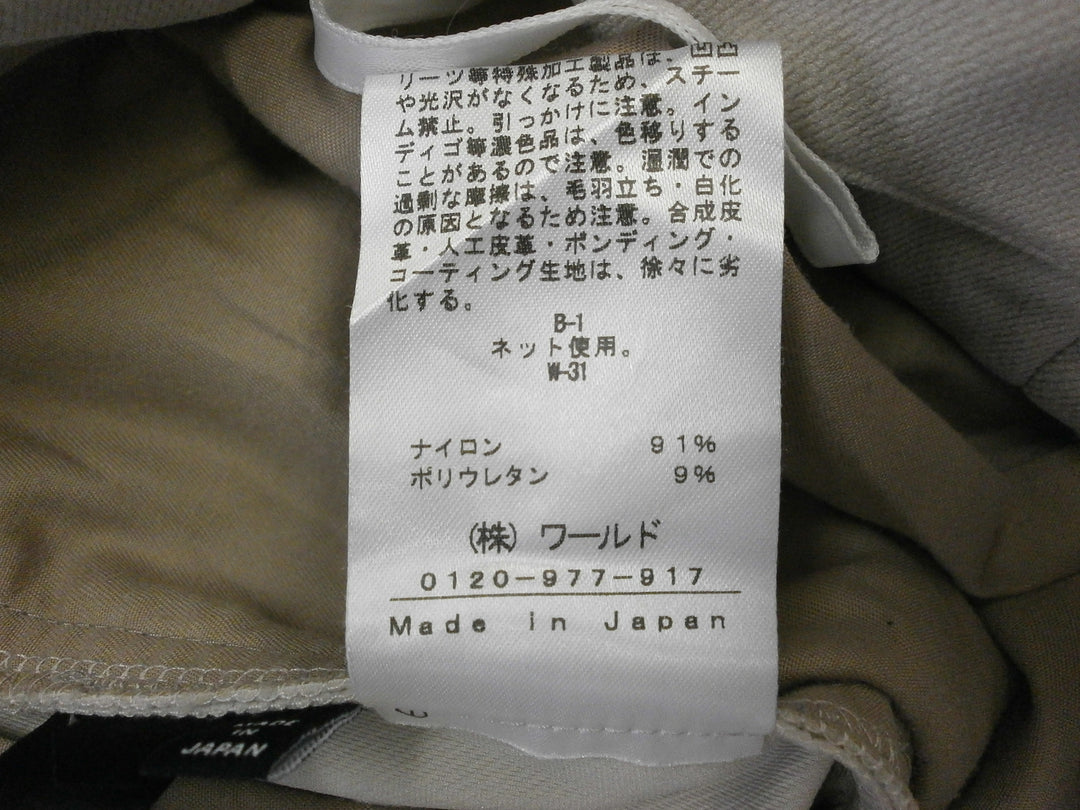 リーツ等特殊加工製品は、凹凸
や光沢がなくなるため、スチー
ム禁止。引っかけに注意。イン
ディゴ等濃色品は、色移りする
ことがあるので注意。湿潤での
過剰な摩擦は、毛羽立ち・白化
の原因となるため注意。合成皮
革・人工皮革・ボンディング・
コーティング生地は、徐々に劣
化する。
B-1
ネット使用。
W-31
ナイロン 91%
ポリウレタン 9%
(株) ワールド
0120-977-917
Made in Japan
MADE
IN
JAPAN